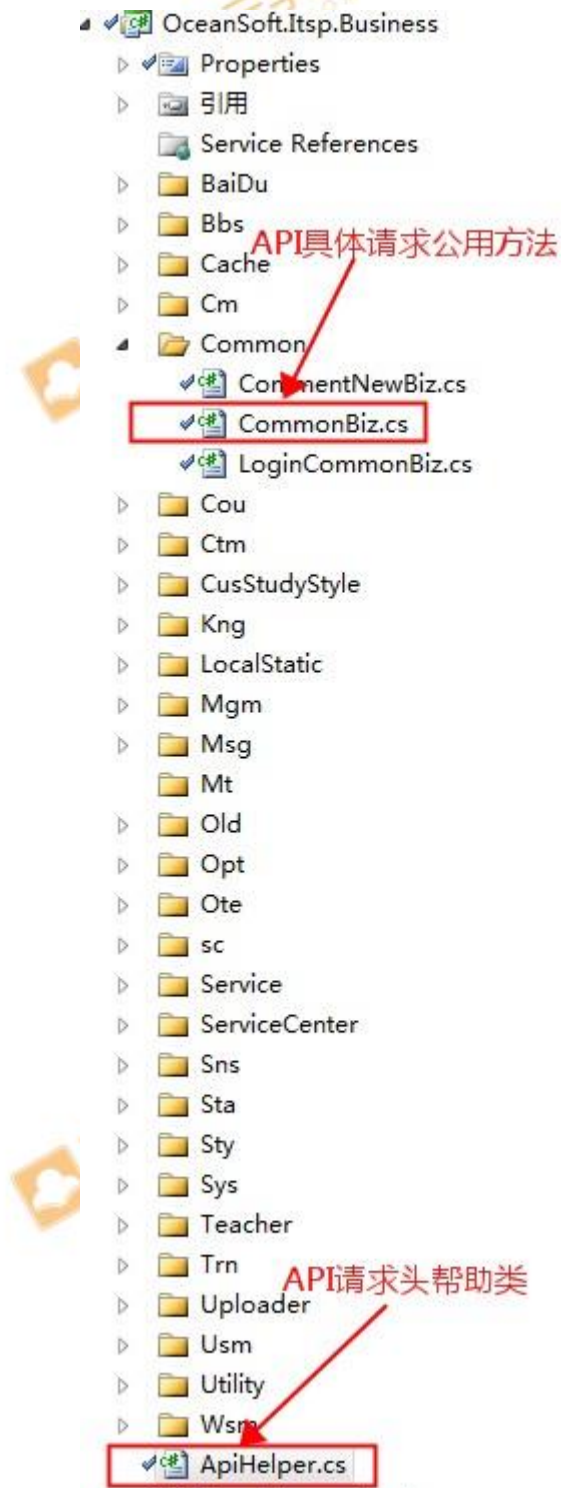 OceanSoft.Itsp.Business
Properties
引用
Service References
BaiDu
Bbs
API具体请求公用方法
Cache
Cm
Common
CommentNewBiz.cs
CommonBiz.cs
LoginCommonBiz.cs
Cou
Ctm
CusStudyStyle
Kng
LocalStatic
Mgm
Msg
Mt
Old
Opt
Ote
sc
Service
ServiceCenter
Sns
Sta
Sty
Sys
Teacher
Trn
API请求头帮助类
Uploader
Usm
Utility
Wsm
ApiHelper.cs